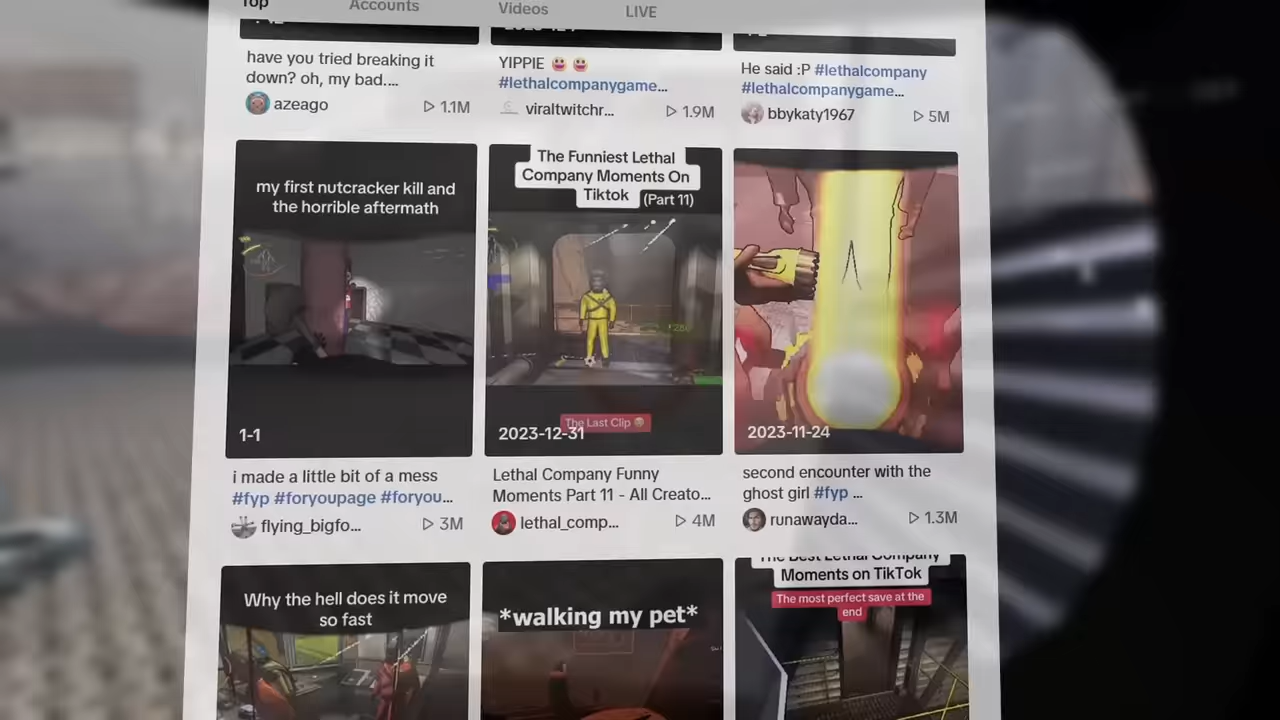 Top
Accounts
Videos
LIVE
have you tried breaking it
down? oh, my bad....
azeago
1.1M
YIPPIE 😃 😃
#lethalcompanygame...
viraltwitchr...
1.9M
He said :P #lethalcompany
#lethalcompanygame...
bbykaty1967
5M
my first nutcracker kill and
the horrible aftermath
1-1
i made a little bit of a mess
#fyp #foryoupage #foryou...
flying_bigfo...
3M
The Funniest Lethal
Company Moments On
Tiktok (Part 11)
The Last Clip
2023-12-31
Lethal Company Funny
Moments Part 11 - All Creato...
lethal_comp...
4M
2023-11-24
second encounter with the
ghost girl #fyp ...
runawayda...
1.3M
Why the hell does it move
so fast
*walking my pet*
The Best Lethal Company
Moments on TikTok
The most perfect save at the
end